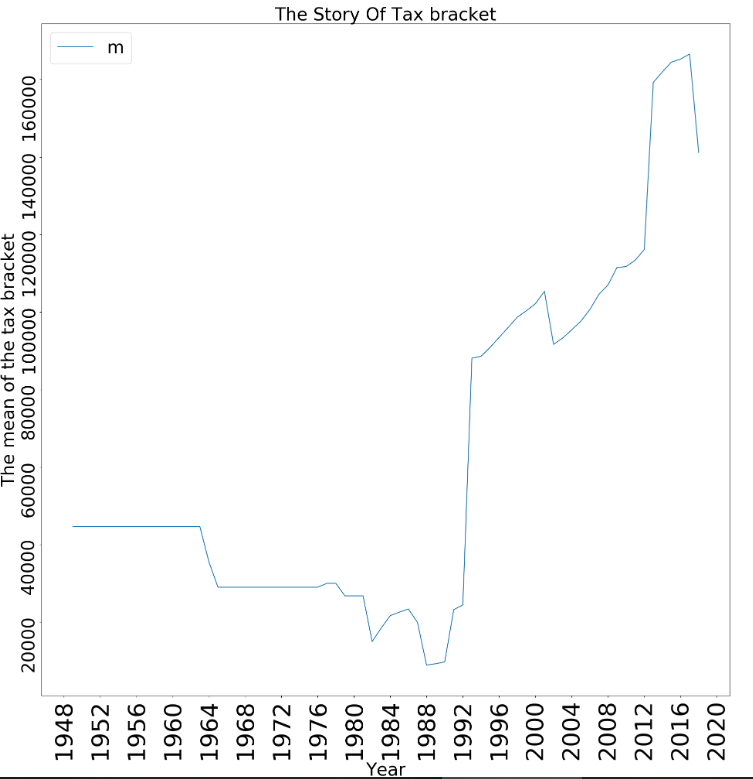 The Story Of Tax bracket
m
The mean of the tax bracket
160000
140000
120000
100000
80000
60000
40000
20000
1948 1952 1956 1960 1964 1968 1972 1976 1980 1984 1988 1992 1996 2000 2004 2008 2012 2016 2020
Year